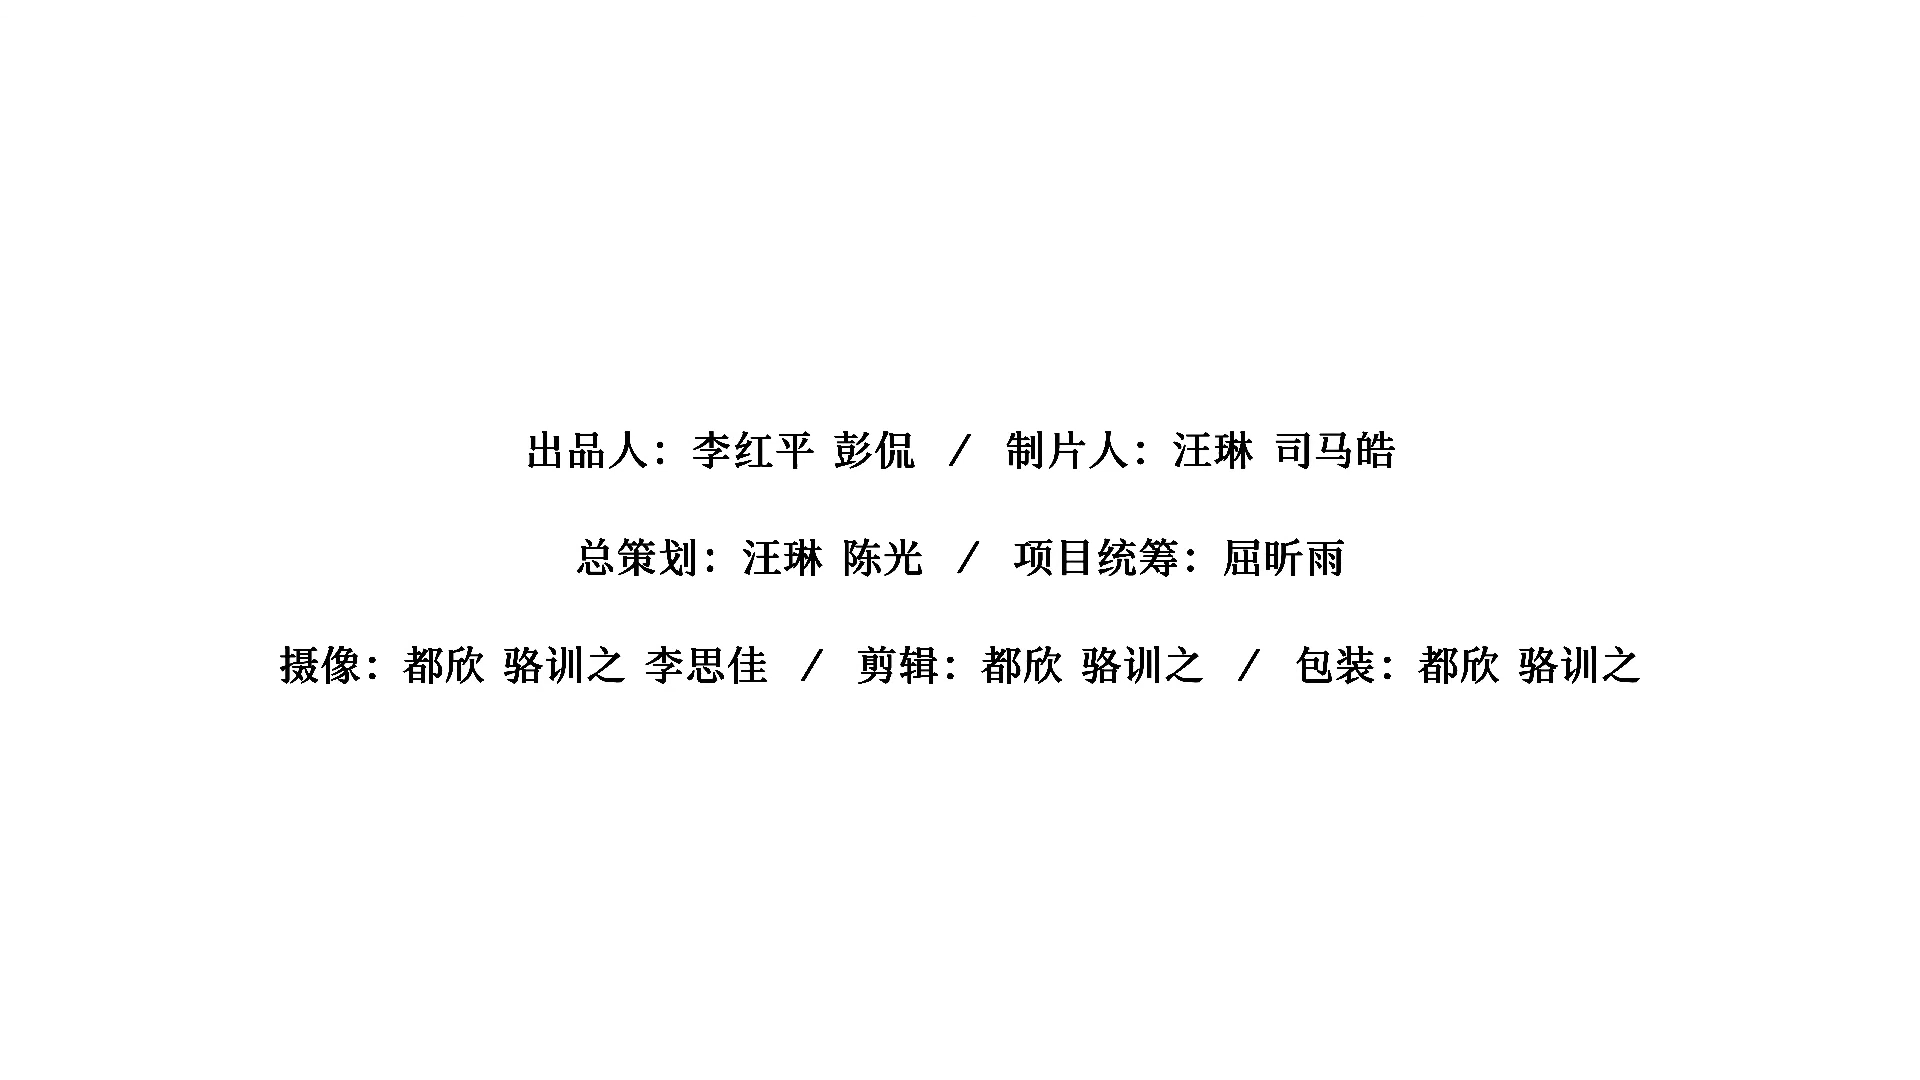 出品人：李红平 彭侃 / 制片人：汪琳 司马皓
总策划：汪琳 陈光 / 项目统筹：屈昕雨
摄像：都欣 骆训之 李思佳 / 剪辑：都欣 骆训之 / 包装：都欣 骆训之